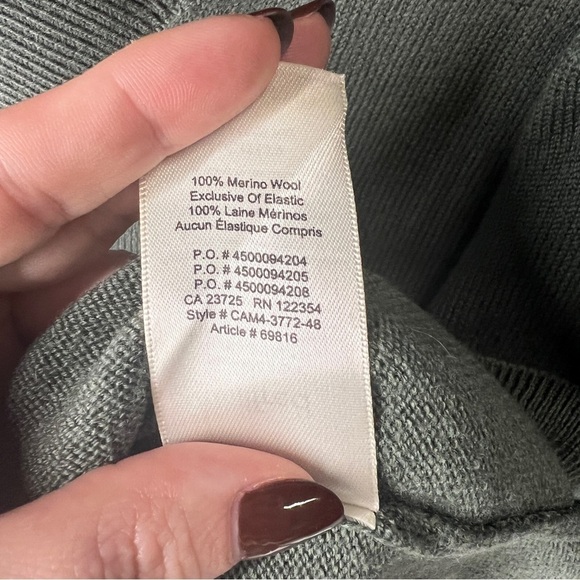 100% Merino Wool
Exclusive Of Elastic
100% Laine Mérinos
Aucun Élastique Compris
P.O. # 4500094204
P.O. # 4500094205
P.O. # 4500094208
CA 23725 RN 122354
Style # CAM4-3772-48
Article # 69816